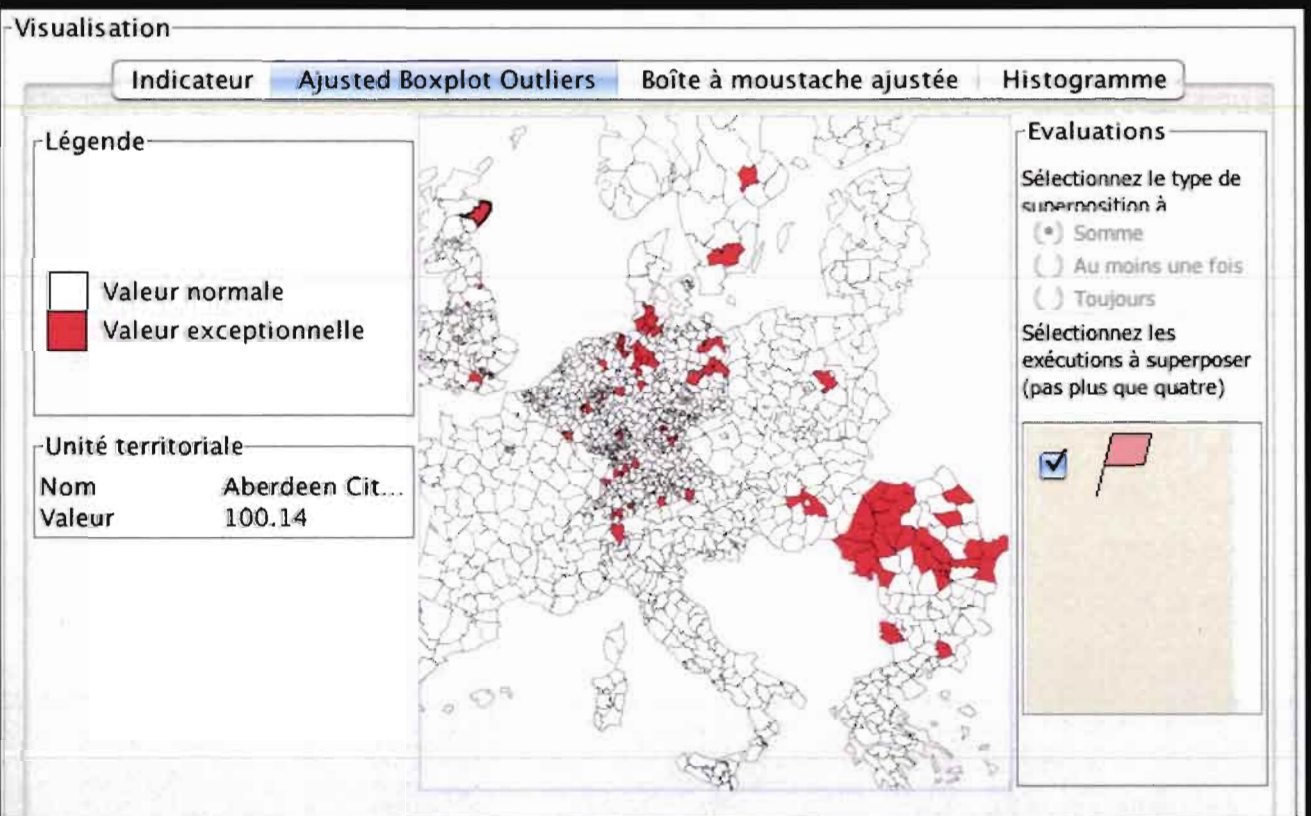 Visualisation
Indicateur
Ajusted Boxplot Outliers
Boîte à moustache ajustée
Histogramme
Légende
Valeur normale
Valeur exceptionnelle
Unité territoriale
Nom Aberdeen Cit...
Valeur 100.14
Evaluations
Sélectionnez le type de
superposition à
Somme
Au moins une fois
Toujours
Sélectionnez les
exécutions à superposer
(pas plus que quatre)